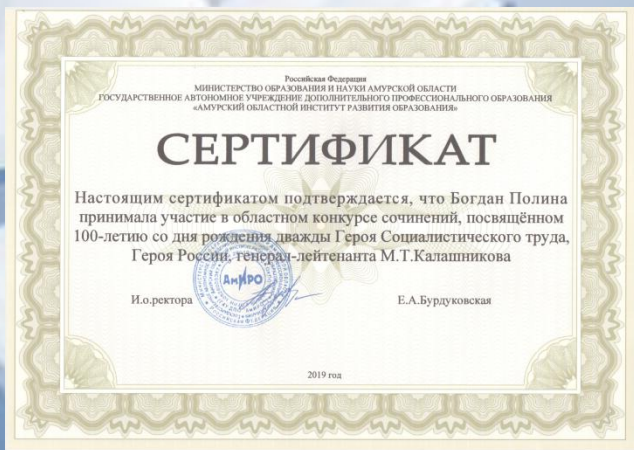 Российская Федерация
МИНИСТЕРСТВО ОБРАЗОВАНИЯ И НАУКИ АМУРСКОЙ ОБЛАСТИ
ГОСУДАРСТВЕННОЕ АВТОНОМНОЕ УЧРЕЖДЕНИЕ ДОПОЛНИТЕЛЬНОГО ПРОФЕССИОНАЛЬНОГО ОБРАЗОВАНИЯ
«АМУРСКИЙ ОБЛАСТНОЙ ИНСТИТУТ РАЗВИТИЯ ОБРАЗОВАНИЯ»
СЕРТИФИКАТ
Настоящим сертификатом подтверждается, что Богдан Полина
принимала участие в областном конкурсе сочинений, посвящённом
100-летию со дня рождения дважды Героя Социалистического труда,
Героя России, генерал-лейтенанта М.Т.Калашникова
АмИРО
И.о.ректора Е.А.Бурдуковская
2019 год